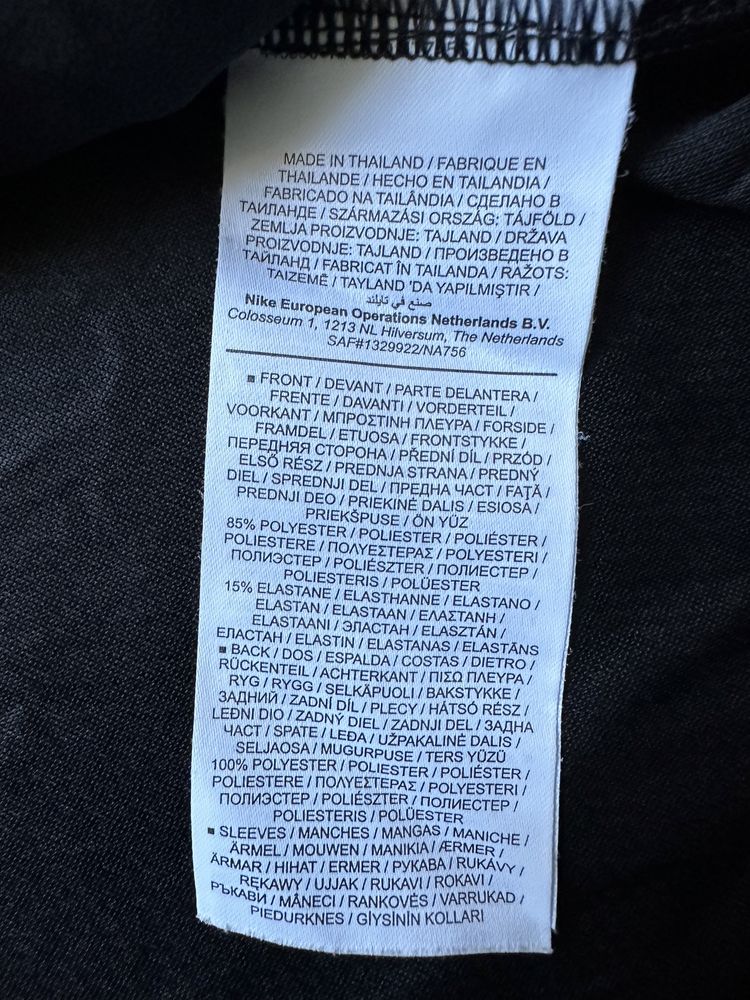 MADE IN THAILAND / FABRIQUE EN
THAILANDE / HECHO EN TAILANDIA /
FABRICADO NA TAILÂNDIA / СДЕЛАНО В
ТАИЛАНДЕ / SZÁRMAZÁSI ORSZÁG: TÁJFÖLD /
ZEMLJA PROIZVODNJE: TAJLAND / DRŽAVA
PROIZVODNJE: TAJLAND / ПРОИЗВЕДЕНО В
ТАЙЛАНД / FABRICAT ÎN TAILANDA / RAŽOTS:
TAIZEMĒ / TAYLAND 'DA YAPILMIŞTIR /
صنع في تايلند
Nike European Operations Netherlands B.V.
Colosseum 1, 1213 NL Hilversum, The Netherlands
SAF#1329922/NA756
■ FRONT / DEVANT / PARTE DELANTERA /
FRENTE / DAVANTI / VORDERTEIL /
VOORKANT / ΜΠΡΟΣΤΙΝΗ ΠΛΕΥΡΑ / FORSIDE /
FRAMDEL / ETUOSA / FRONTSTYKKE /
ПЕРЕДНЯЯ СТОРОНА / PŘEDNÍ DÍL / PRZÓD /
ELSŐ RÉSZ / PREDNJA STRANA / PREDNÝ
DIEL / SPREDNJI DEL / ПРЕДНА ЧАСТ / FAŢĂ /
PREDNJI DEO / PRIEKINĖ DALIS / ESIOSA /
PRIEKŠPUSE / ÖN YÜZ
85% POLYESTER / POLIESTER / POLIÉSTER /
POLIESTERE / ΠΟΛΥΕΣΤΕΡΑΣ / POLYESTERI /
ПОЛИЭСТЕР / POLIÉSZTER / ПОЛИЕСТЕР /
POLIESTERIS / POLÜESTER
15% ELASTANE / ELASTHANNE / ELASTANO /
ELASTAN / ELASTAAN / ΕΛΑΣΤΑΝΗ /
ELASTAANI / ЭЛАСТАН / ELASZTÁN /
ЕЛАСТАН / ELASTIN / ELASTANAS / ELASTĀNS
■ BACK / DOS / ESPALDA / COSTAS / DIETRO /
RÜCKENTEIL / ACHTERKANT / ΠΙΣΩ ΠΛΕΥΡΑ /
RYG / RYGG / SELKÄPUOLI / BAKSTYKKE /
ЗАДНИЙ / ZADNÍ DÍL / PLECY / HÁTSÓ RÉSZ /
LEĐNI DIO / ZADNÝ DIEL / ZADNJI DEL / ЗАДНА
ЧАСТ / SPATE / LEĐA / UŽPAKALINĖ DALIS /
SELJAOSA / MUGURPUSE / TERS YÜZÜ
100% POLYESTER / POLIESTER / POLIÉSTER /
POLIESTERE / ΠΟΛΥΕΣΤΕΡΑΣ / POLYESTERI /
ПОЛИЭСТЕР / POLIÉSZTER / ПОЛИЕСТЕР /
POLIESTERIS / POLÜESTER
■ SLEEVES / MANCHES / MANGAS / MANICHE /
ÄRMEL / MOUWEN / ΜΑΝΙΚΙΑ / ÆRMER /
ÄRMAR / HIHAT / ERMER / РУКАВА / RUKÁVY /
RĘKAWY / UJJAK / RUKAVI / ROKAVI /
РЪКАВИ / MÂNECI / RANKOVĖS / VARRUKAD /
PIEDURKNES / GİYSİNİN KOLLARI